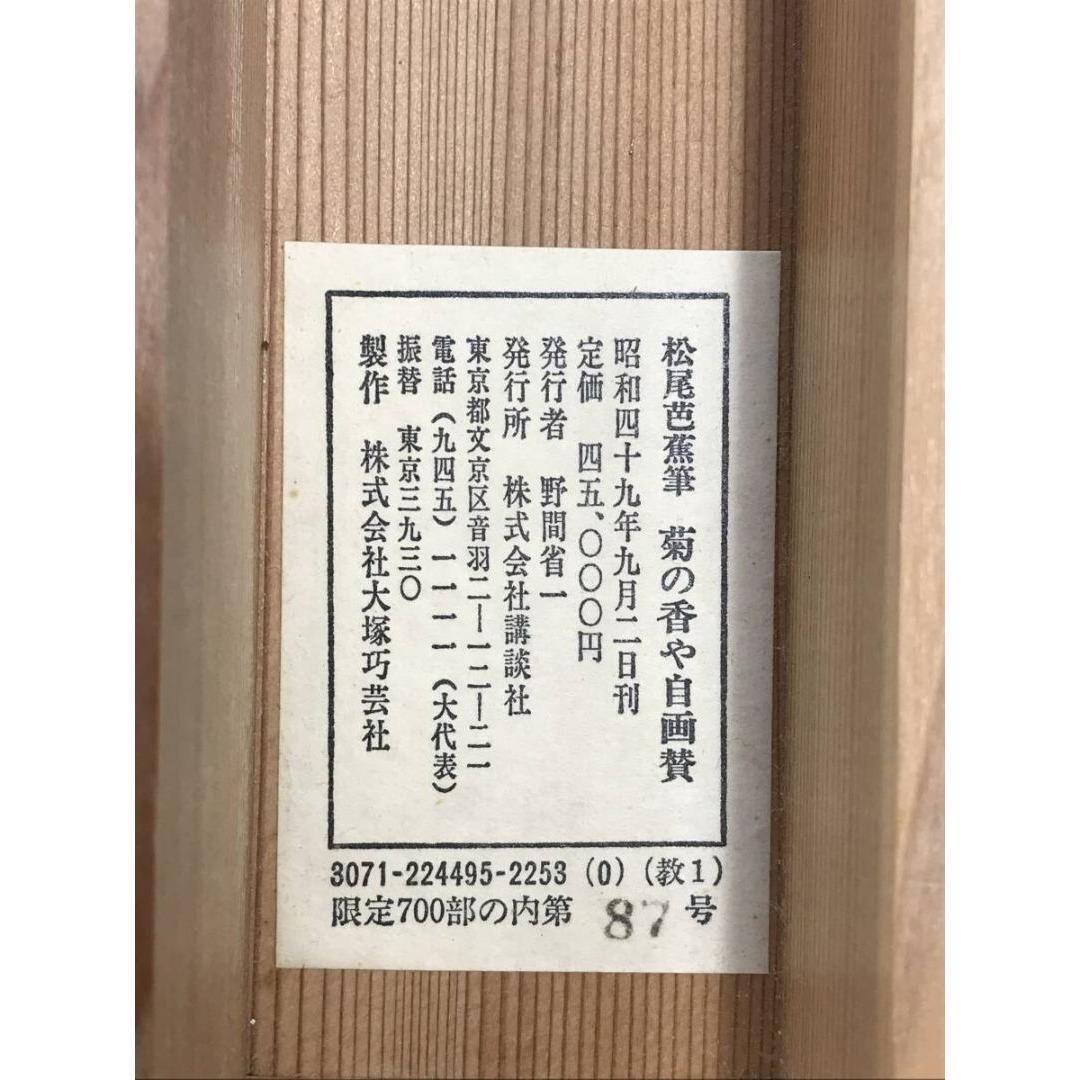 松尾芭蕉筆 菊の香や自画賛
昭和四十九年九月二日刊
定価 四五、〇〇〇円
発行者 野間省一
発行所 株式会社講談社
東京都文京区音羽二―一二―二一
電話(九四五)一一一一(大代表)
振替 東京三九三〇
製作 株式会社大塚巧芸社
3071-224495-2253 (0) (教1)
限定700部の内第 87 号